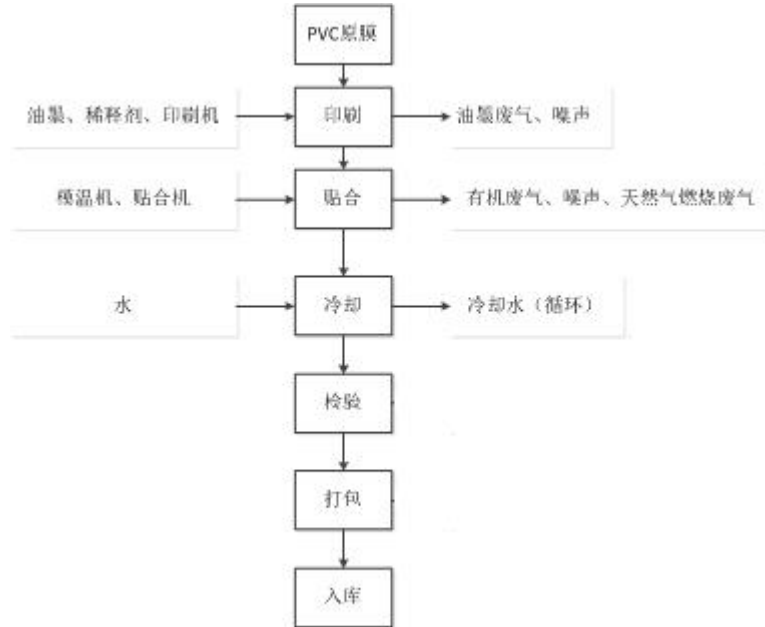 PVC原膜
油墨、稀释剂、印刷机
印刷
油墨废气、噪声
模温机、贴合机
贴合
有机废气、噪声、天然气燃烧废气
水
冷却
冷却水（循环）
检验
打包
入库